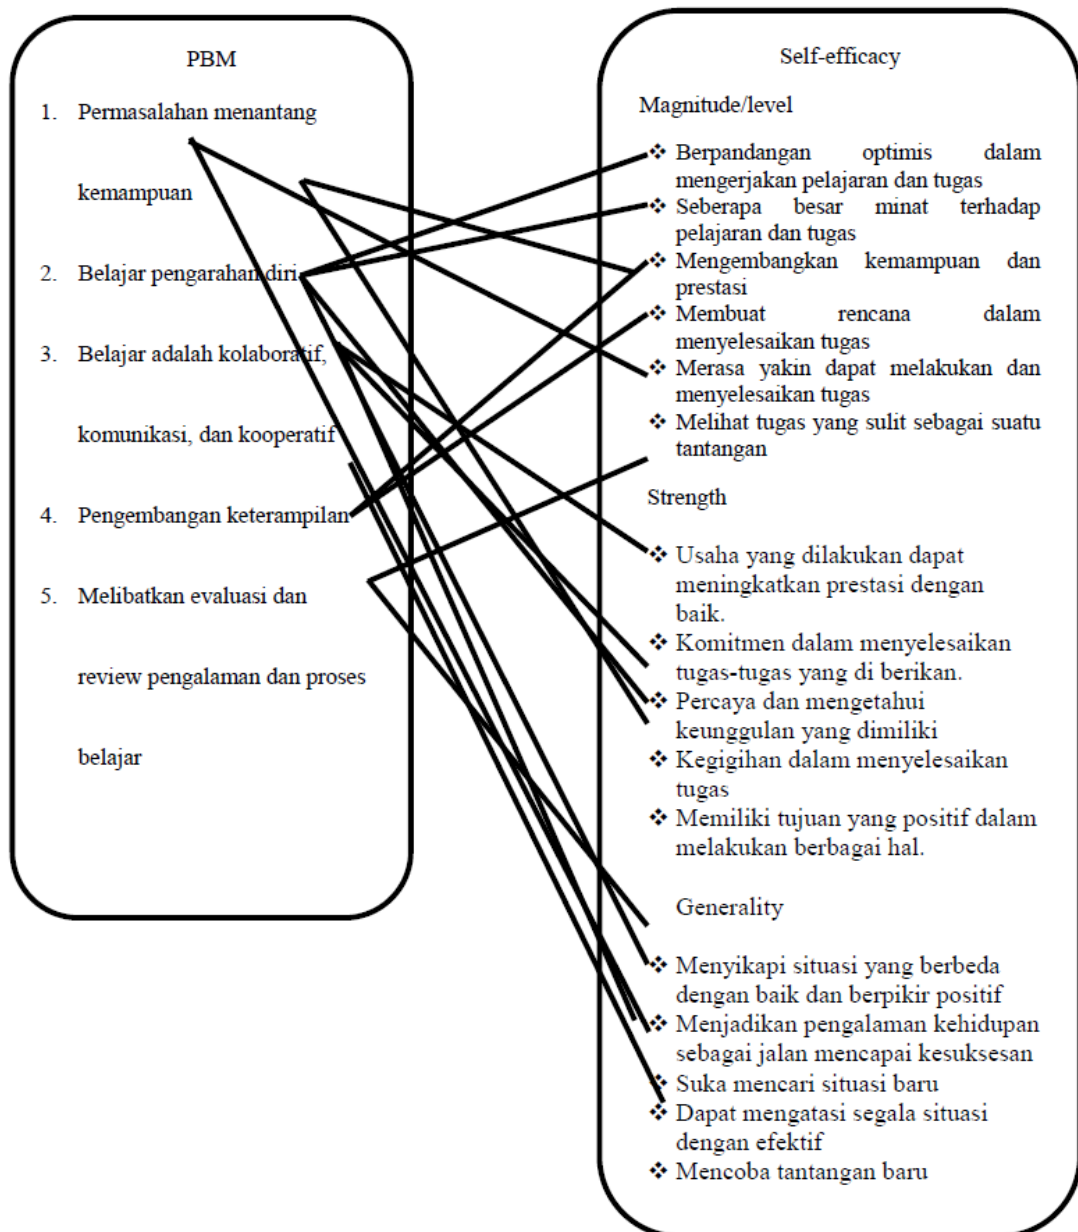 PBM
1. Permasalahan menantang
kemampuan
2. Belajar pengarahan diri
3. Belajar adalah kolaboratif,
komunikasi, dan kooperatif
4. Pengembangan keterampilan
5. Melibatkan evaluasi dan
review pengalaman dan proses
belajar
Self-efficacy
Magnitude/level
❖ Berpandangan optimis dalam
mengerjakan pelajaran dan tugas
❖ Seberapa besar minat terhadap
pelajaran dan tugas
❖ Mengembangkan kemampuan dan
prestasi
❖ Membuat rencana dalam
menyelesaikan tugas
❖ Merasa yakin dapat melakukan dan
menyelesaikan tugas
❖ Melihat tugas yang sulit sebagai suatu
tantangan
Strength
❖ Usaha yang dilakukan dapat
meningkatkan prestasi dengan
baik.
❖ Komitmen dalam menyelesaikan
tugas-tugas yang di berikan.
❖ Percaya dan mengetahui
keunggulan yang dimiliki
❖ Kegigihan dalam menyelesaikan
tugas
❖ Memiliki tujuan yang positif dalam
melakukan berbagai hal.
Generality
❖ Menyikapi situasi yang berbeda
dengan baik dan berpikir positif
❖ Menjadikan pengalaman kehidupan
sebagai jalan mencapai kesuksesan
❖ Suka mencari situasi baru
❖ Dapat mengatasi segala situasi
dengan efektif
❖ Mencoba tantangan baru